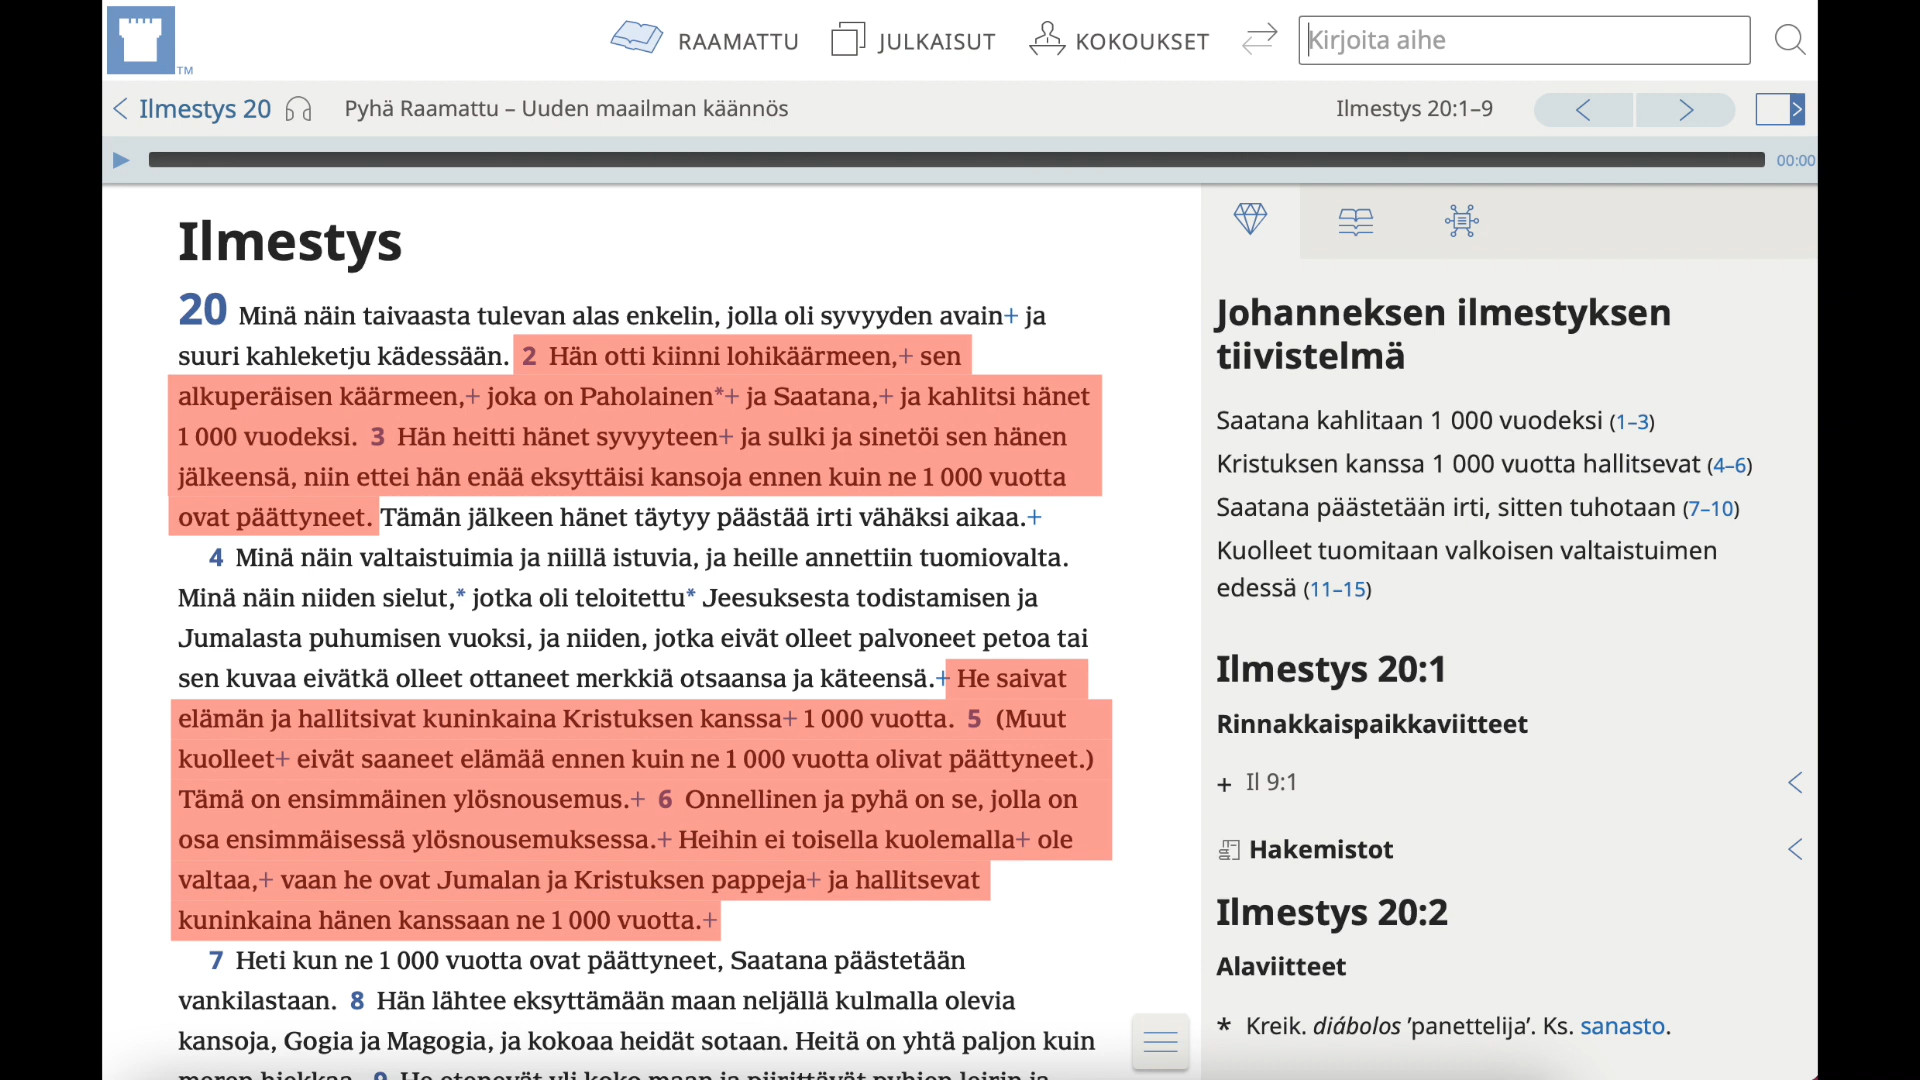 TM
RAAMATTU
JULKAISUT
KOKOUKSET
Kirjoita aihe
Ilmestys 20
Pyhä Raamattu – Uuden maailman käännös
Ilmestys 20:1–9
00:00
Ilmestys
20 Minä näin taivaasta tulevan alas enkelin, jolla oli syvyyden avain+ ja
suuri kahleketju kädessään. 2 Hän otti kiinni lohikäärmeen,+ sen
alkuperäisen käärmeen,+ joka on Paholainen*+ ja Saatana,+ ja kahlitsi hänet
1 000 vuodeksi. 3 Hän heitti hänet syvyyteen+ ja sulki ja sinetöi sen hänen
jälkeensä, niin ettei hän enää eksyttäisi kansoja ennen kuin ne 1 000 vuotta
ovat päättyneet. Tämän jälkeen hänet täytyy päästää irti vähäksi aikaa.+
4 Minä näin valtaistuimia ja niillä istuvia, ja heille annettiin tuomiovalta.
Minä näin niiden sielut,* jotka oli teloitettu* Jeesuksesta todistamisen ja
Jumalasta puhumisen vuoksi, ja niiden, jotka eivät olleet palvoneet petoa tai
sen kuvaa eivätkä olleet ottaneet merkkiä otsaansa ja käteensä.+ He saivat
elämän ja hallitsivat kuninkaina Kristuksen kanssa+ 1 000 vuotta. 5 (Muut
kuolleet+ eivät saaneet elämää ennen kuin ne 1 000 vuotta olivat päättyneet.)
Tämä on ensimmäinen ylösnousemus.+ 6 Onnellinen ja pyhä on se, jolla on
osa ensimmäisessä ylösnousemuksessa.+ Heihin ei toisella kuolemalla+ ole
valtaa,+ vaan he ovat Jumalan ja Kristuksen pappeja+ ja hallitsevat
kuninkaina hänen kanssaan ne 1 000 vuotta.+
7 Heti kun ne 1 000 vuotta ovat päättyneet, Saatana päästetään
vankilastaan. 8 Hän lähtee eksyttämään maan neljällä kulmalla olevia
kansoja, Gogia ja Magogia, ja kokoaa heidät sotaan. Heitä on yhtä paljon kuin
meren hiekkaa. 9 He etenevät yli koko maan ja piirittävät pyhien leirin ja
Johanneksen ilmestyksen
tiivistelmä
Saatana kahlitaan 1 000 vuodeksi (1–3)
Kristuksen kanssa 1 000 vuotta hallitsevat (4–6)
Saatana päästetään irti, sitten tuhotaan (7–10)
Kuolleet tuomitaan valkoisen valtaistuimen
edessä (11–15)
Ilmestys 20:1
Rinnakkaispaikkaviitteet
+ Il 9:1
Hakemistot
Ilmestys 20:2
Alaviitteet
* Kreik. diábolos ’panettelija’. Ks. sanasto.